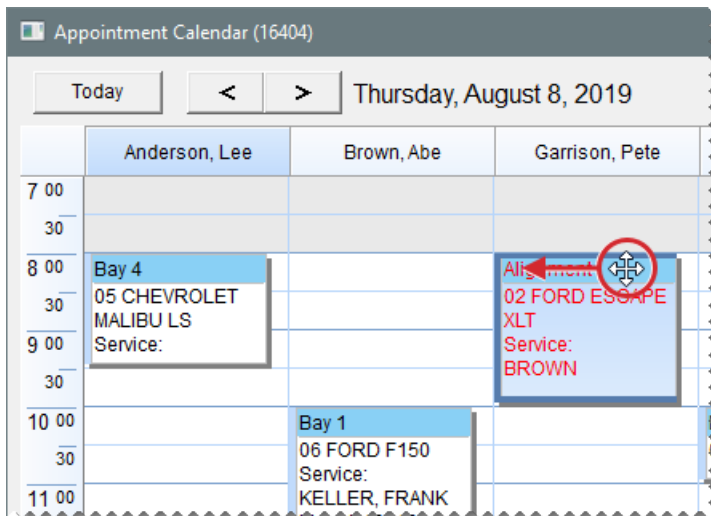 Appointment Calendar (16404)
Today
<
>
Thursday, August 8, 2019
Anderson, Lee
Brown, Abe
Garrison, Pete
7 00
30
8 00
30
9 00
30
10 00
30
11 00
Bay 4
05 CHEVROLET
MALIBU LS
Service:
Bay 1
06 FORD F150
Service:
KELLER, FRANK
Alignment
02 FORD ESCAPE
XLT
Service:
BROWN